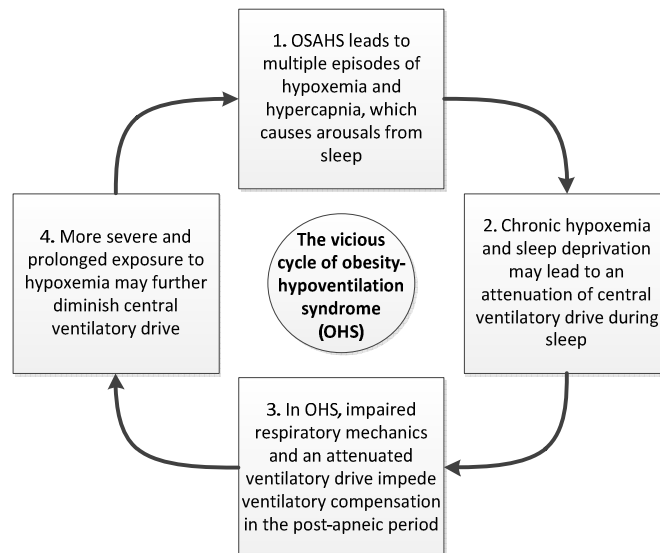 1. OSAHS leads to
multiple episodes of
hypoxemia and
hypercapnia, which
causes arousals from
sleep
2. Chronic hypoxemia
and sleep deprivation
may lead to an
attenuation of central
ventilatory drive during
sleep
3. In OHS, impaired
respiratory mechanics
and an attenuated
ventilatory drive impede
ventilatory compensation
in the post-apneic period
4. More severe and
prolonged exposure to
hypoxemia may further
diminish central
ventilatory drive
The vicious
cycle of obesity-
hypoventilation
syndrome
(OHS)